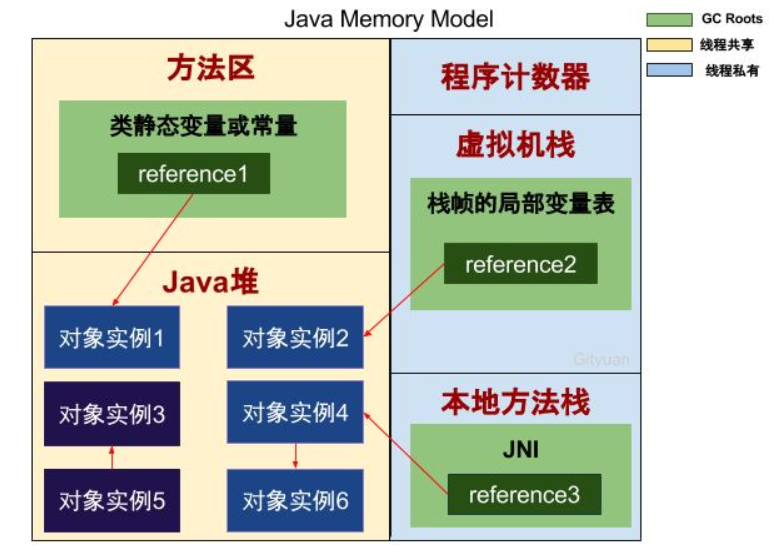 Java Memory Model
GC Roots
线程共享
线程私有
方法区
类静态变量或常量
reference1
程序计数器
虚拟机栈
栈帧的局部变量表
reference2
Gityuan
Java堆
对象实例1
对象实例2
对象实例3
对象实例4
对象实例5
对象实例6
本地方法栈
JNI
reference3